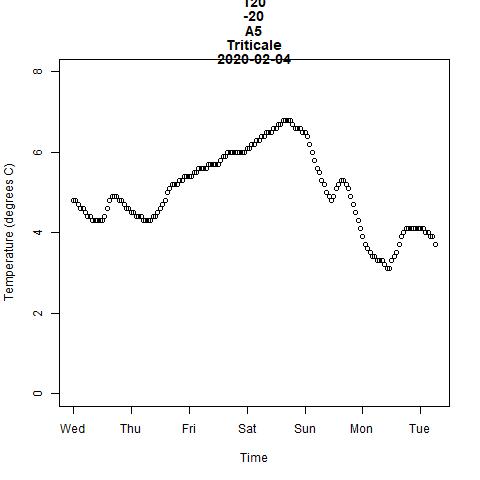 120
-20
A5
Triticale
2020-02-04
8
6
4
2
0
Temperature (degrees C)
Wed Thu Fri Sat Sun Mon Tue
Time